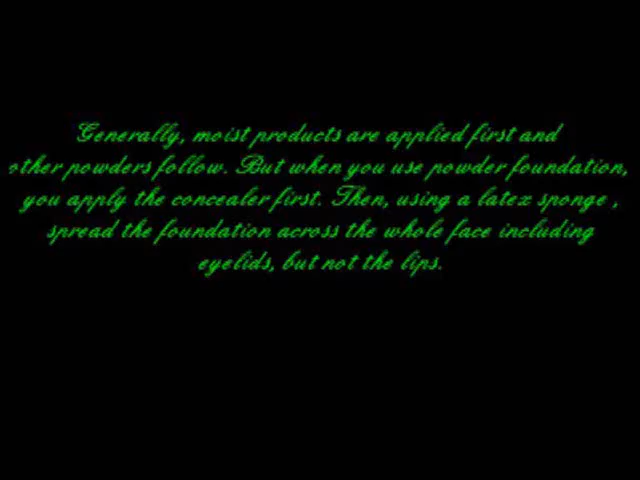 Generally, moist products are applied first and
other powders follow. But when you use powder foundation,
you apply the concealer first. Then, using a latex sponge ,
spread the foundation across the whole face including
eyelids, but not the lips.